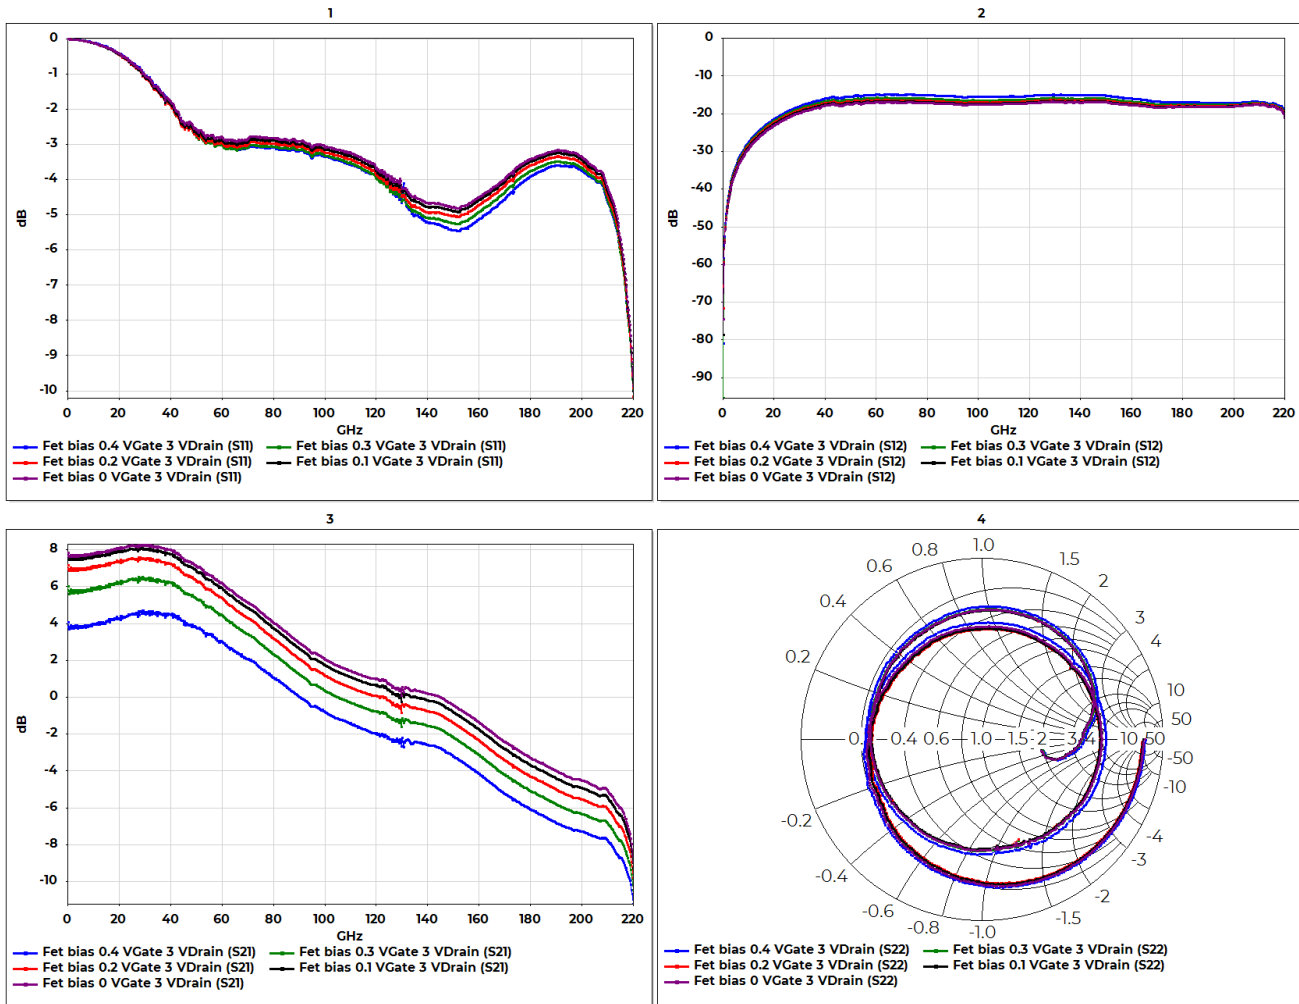 1
0
-1
-2
-3
-4
-5
-6
-7
-8
-9
-10
dB
0 20 40 60 80 100 120 140 160 180 200 220
GHz
Fet bias 0.4 VGate 3 VDrain (S11) Fet bias 0.3 VGate 3 VDrain (S11)
Fet bias 0.2 VGate 3 VDrain (S11) Fet bias 0.1 VGate 3 VDrain (S11)
Fet bias 0 VGate 3 VDrain (S11)
2
0
-10
-20
-30
-40
-50
-60
-70
-80
-90
dB
0 20 40 60 80 100 120 140 160 180 200 220
GHz
Fet bias 0.4 VGate 3 VDrain (S12) Fet bias 0.3 VGate 3 VDrain (S12)
Fet bias 0.2 VGate 3 VDrain (S12) Fet bias 0.1 VGate 3 VDrain (S12)
Fet bias 0 VGate 3 VDrain (S12)
3
8
6
4
2
0
-2
-4
-6
-8
-10
dB
0 20 40 60 80 100 120 140 160 180 200 220
GHz
Fet bias 0.4 VGate 3 VDrain (S21) Fet bias 0.3 VGate 3 VDrain (S21)
Fet bias 0.2 VGate 3 VDrain (S21) Fet bias 0.1 VGate 3 VDrain (S21)
Fet bias 0 VGate 3 VDrain (S21)
4
1.0
0.8 1.5
0.6 2
0.4 3
4
0.2
10
50
0.4 0.6 1.0 1.5 2 3 4 10 50
-50
-10
-0.2
-4
-3
-0.4
-2
-0.6 -1.5
-0.8 -1.0
Fet bias 0.4 VGate 3 VDrain (S22) Fet bias 0.3 VGate 3 VDrain (S22)
Fet bias 0.2 VGate 3 VDrain (S22) Fet bias 0.1 VGate 3 VDrain (S22)
Fet bias 0 VGate 3 VDrain (S22)